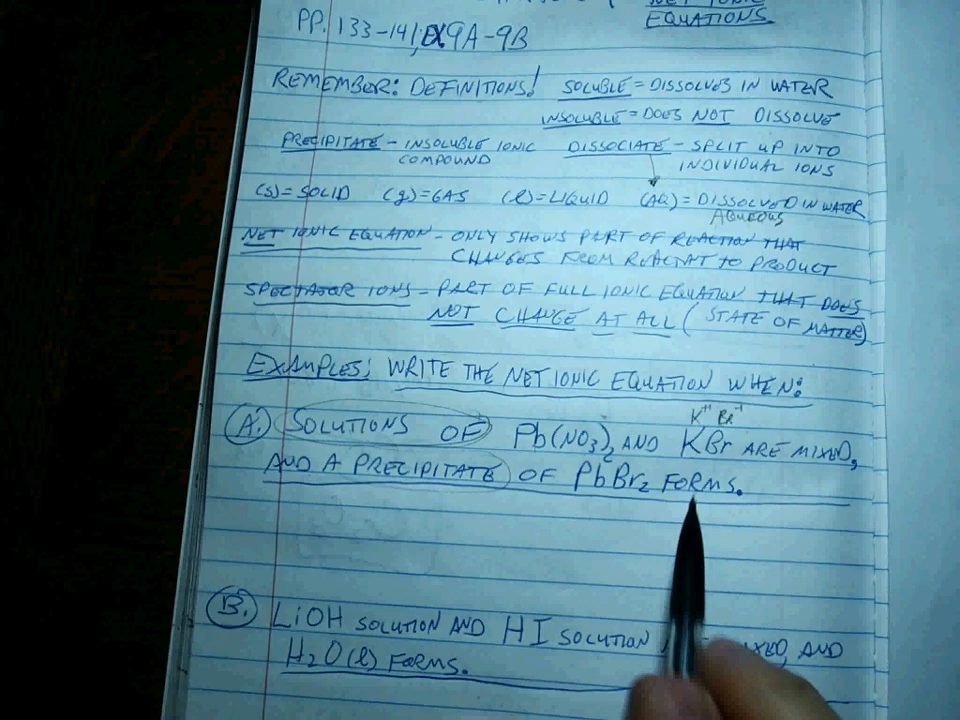 NET IONIC
EQUATIONS
PP. 133-141, EX 9A-9B
REMEMBER: DEFINITIONS! SOLUBLE = DISSOLVES IN WATER
INSOLUBLE = DOES NOT DISSOLVE
PRECIPITATE - INSOLUBLE IONIC DISSOCIATE - SPLIT UP INTO
COMPOUND INDIVIDUAL IONS
(s) = SOLID (g) = GAS (l) = LIQUID (AQ) = DISSOLVED IN WATER
AQUEOUS
NET IONIC EQUATION - ONLY SHOWS PART OF REACTION THAT
CHANGES FROM REACTANT TO PRODUCT
SPECTATOR IONS - PART OF FULL IONIC EQUATION THAT DOES
NOT CHANGE AT ALL (STATE OF MATTER)
EXAMPLES: WRITE THE NET IONIC EQUATION WHEN:
K⁺¹ Br⁻¹
A. SOLUTIONS OF Pb(NO₃)₂ AND KBr ARE MIXED,
AND A PRECIPITATE OF PbBr₂ FORMS.
B. LiOH SOLUTION AND HI SOLUTION MIXED, AND
H₂O(l) FORMS.